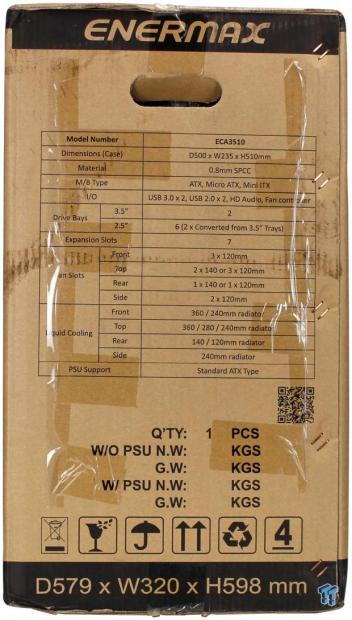 ENERMAX
Model Number ECA3510
Dimensions (Case) D500 x W235 x H510mm
Material 0.8mm SPCC
M/B Type ATX, Micro ATX, Mini ITX
I/O USB 3.0 x 2, USB 2.0 x 2, HD Audio, Fan controller
Drive Bays 3.5" 2
2.5" 6 (2 x Converted from 3.5" Trays)
Expansion Slots 7
Fan Slots Front 3 x 120mm
Top 2 x 140 or 3 x 120mm
Rear 1 x 140 or 1 x 120mm
Side 2 x 120mm
Liquid Cooling Front 360 / 240mm radiator
Top 360 / 280 / 240mm radiator
Rear 140 / 120mm radiator
Side 240mm radiator
PSU Support Standard ATX Type
Q'TY: 1 PCS
W/O PSU N.W: KGS
G.W: KGS
W/ PSU N.W: KGS
G.W: KGS
4
D579 x W320 x H598 mm